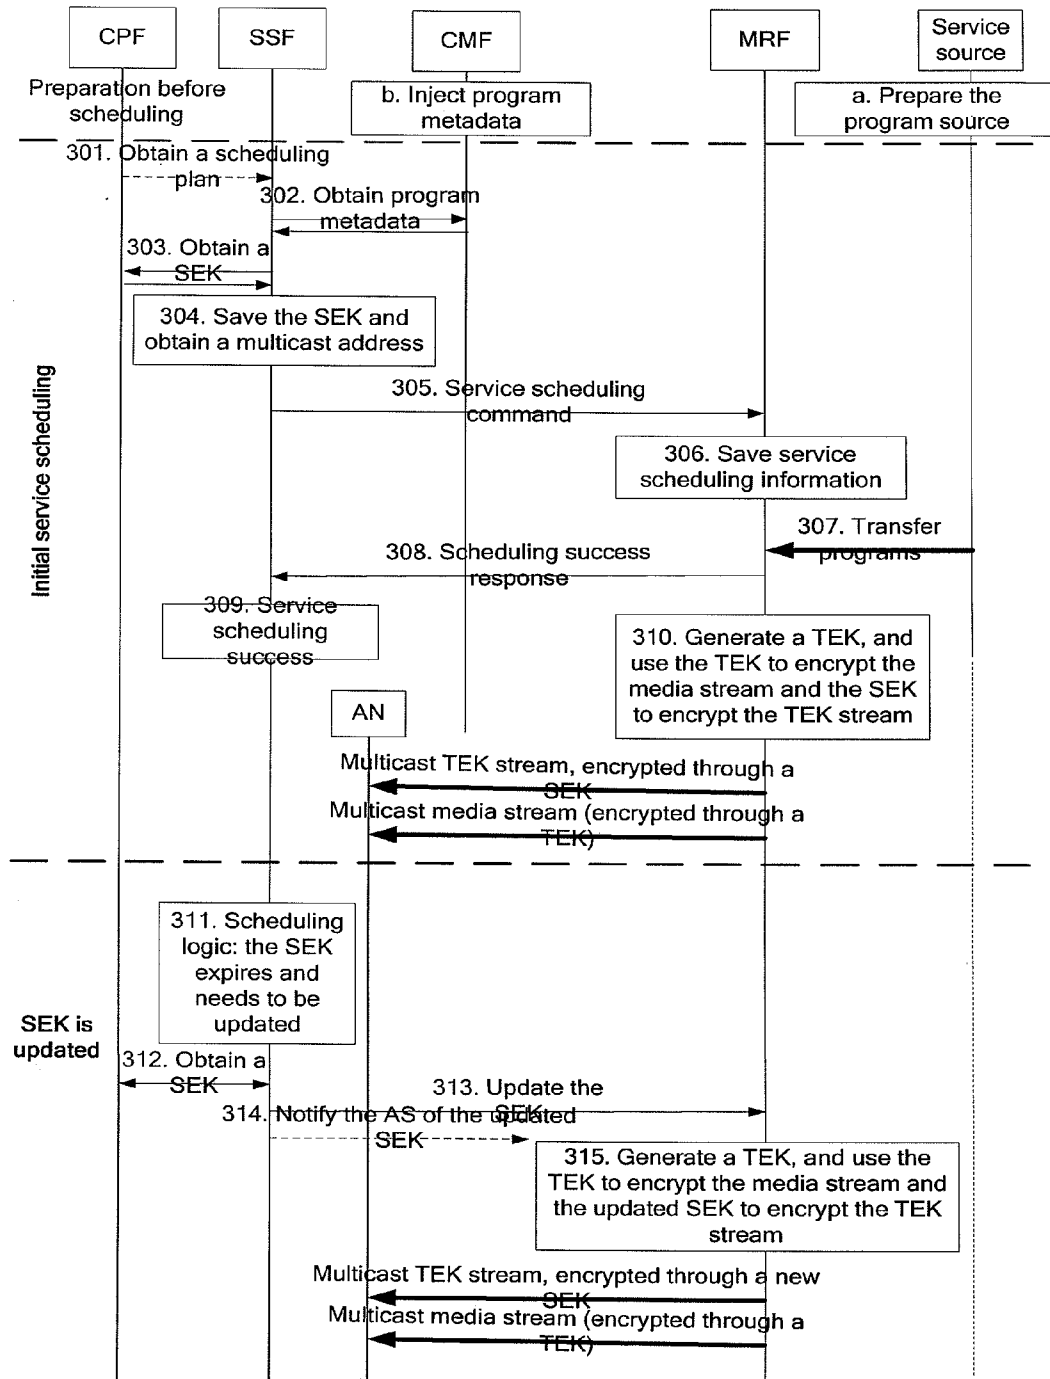 CPF
SSF
CMF
MRF
Service
source
Preparation before
scheduling
b. Inject program
metadata
a. Prepare the
program source
301. Obtain a scheduling
plan
302. Obtain program
metadata
303. Obtain a
SEK
304. Save the SEK and
obtain a multicast address
305. Service scheduling
command
306. Save service
scheduling information
307. Transfer
programs
308. Scheduling success
response
309. Service
scheduling
success
310. Generate a TEK, and
use the TEK to encrypt the
media stream and the SEK
to encrypt the TEK stream
Initial service scheduling
AN
Multicast TEK stream, encrypted through a
SEK
Multicast media stream (encrypted through a
TEK)
311. Scheduling
logic: the SEK
expires and
needs to be
updated
SEK is
updated
312. Obtain a
SEK
313. Update the
SEK
314. Notify the AS of the updated
SEK
315. Generate a TEK, and use the
TEK to encrypt the media stream and
the updated SEK to encrypt the TEK
stream
Multicast TEK stream, encrypted through a new
SEK
Multicast media stream (encrypted through a
TEK)